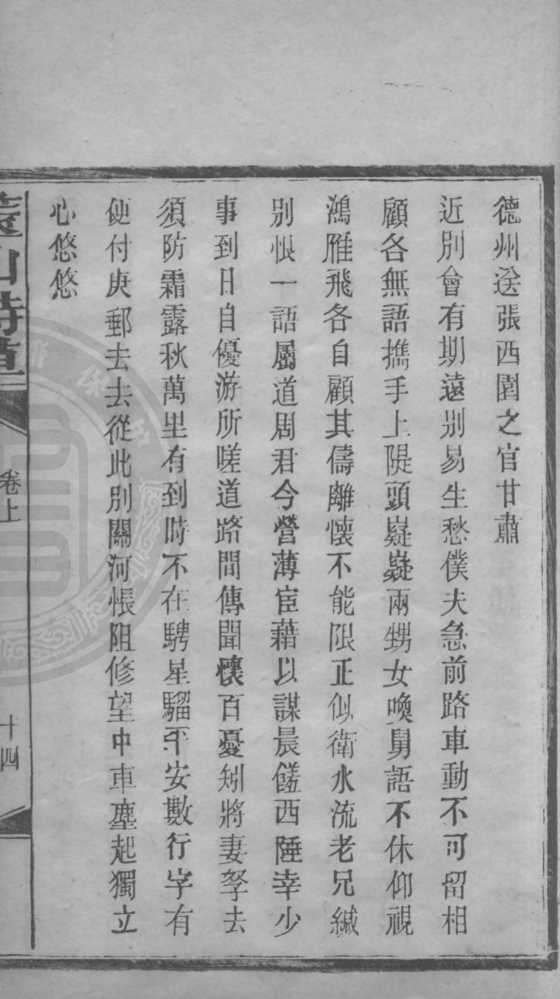 德州送張西園之官甘肅
近別會有期遠別易生愁僕夫急前路車動不可留相
顧各無語攜手上隄頭嶷嶷兩甥女喚舅語不休仰視
鴻雁飛各自顧其儔離懷不能限正似衛水流老兄緘
別恨一語屬道周君今營薄宦藉以謀晨饈西陲幸少
事到日自優游所嗟道路間傳聞懷百憂矧將妻孥去
須防霜露秋萬里有到時不在騁星騮平安數行字有
便付庚郵去去從此別關河悵阻修望中車塵起獨立
心悠悠
山詩草
卷上
十四